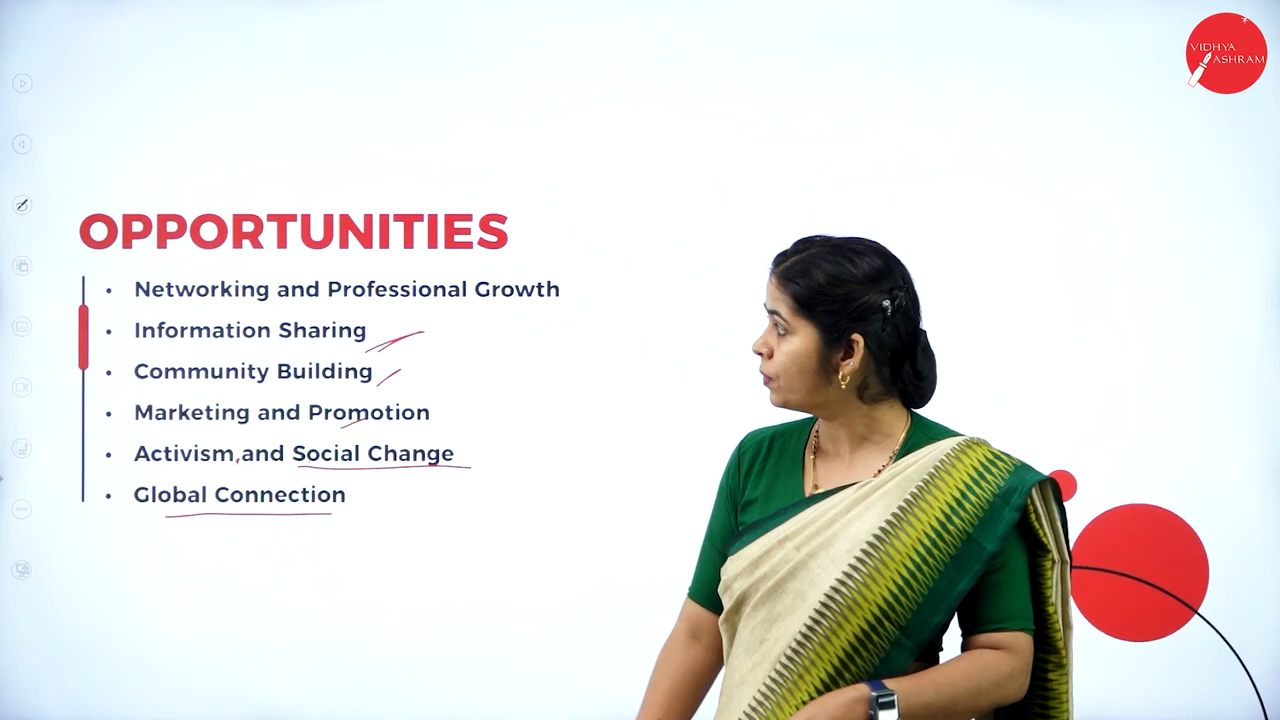 VIDHYA
ASHRAM
OPPORTUNITIES
• Networking and Professional Growth
• Information Sharing
• Community Building
• Marketing and Promotion
• Activism and Social Change
• Global Connection